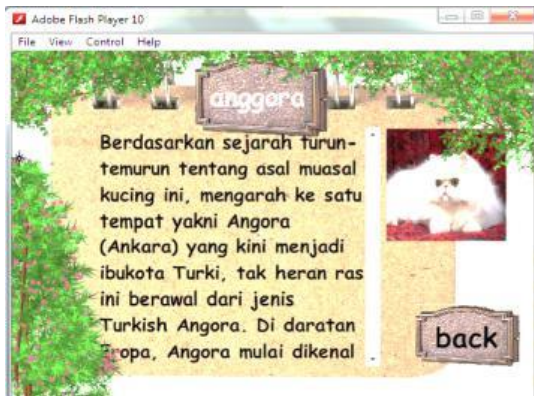 Adobe Flash Player 10
File View Control Help
anggora
Berdasarkan sejarah turun-
temurun tentang asal muasal
kucing ini, mengarah ke satu
tempat yakni Angora
(Ankara) yang kini menjadi
ibukota Turki, tak heran ras
ini berawal dari jenis
Turkish Angora. Di daratan
Eropa, Angora mulai dikenal
back